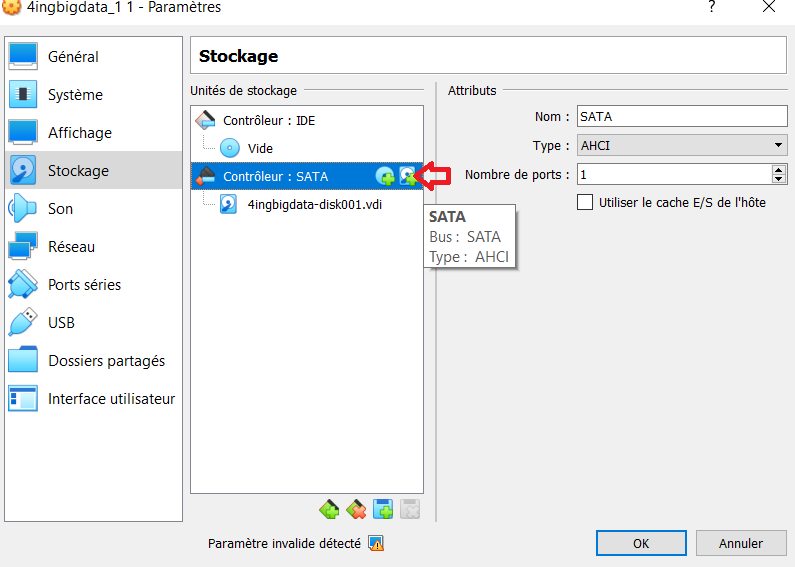 4ingbigdata_1 1 - Paramètres
?
Général
Système
Affichage
Stockage
Son
Réseau
Ports séries
USB
Dossiers partagés
Interface utilisateur
Stockage
Unités de stockage
Contrôleur : IDE
Vide
Contrôleur : SATA
4ingbigdata-disk001.vdi
SATA
Bus : SATA
Type : AHCI
Attributs
Nom : SATA
Type : AHCI
Nombre de ports : 1
Utiliser le cache E/S de l'hôte
Paramètre invalide détecté
OK
Annuler